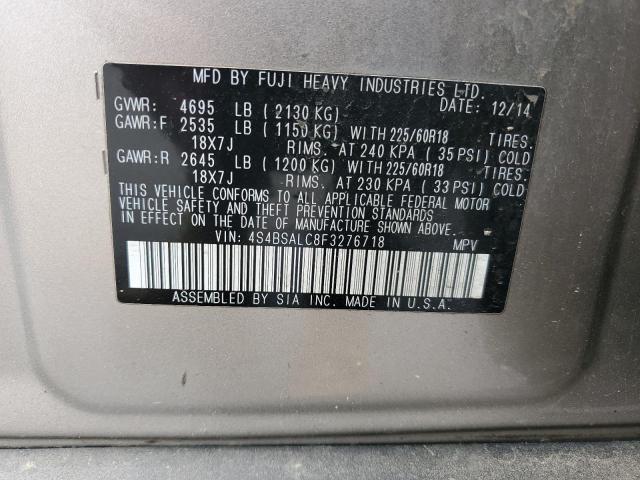 MFD BY FUJI HEAVY INDUSTRIES LTD.
DATE: 12/14
GVWR: 4695 LB ( 2130 KG)
GAWR:F 2535 LB ( 1150 KG) WITH 225/60R18 TIRES.
18X7J RIMS. AT 240 KPA ( 35 PSI) COLD
GAWR:R 2645 LB ( 1200 KG) WITH 225/60R18 TIRES.
18X7J RIMS. AT 230 KPA ( 33 PSI) COLD
THIS VEHICLE CONFORMS TO ALL APPLICABLE FEDERAL MOTOR
VEHICLE SAFETY AND THEFT PREVENTION STANDARDS
IN EFFECT ON THE DATE OF MANUFACTURE SHOWN ABOVE.
VIN: 4S4BSALC8F3276718 MPV
ASSEMBLED BY SIA INC. MADE IN U.S.A.